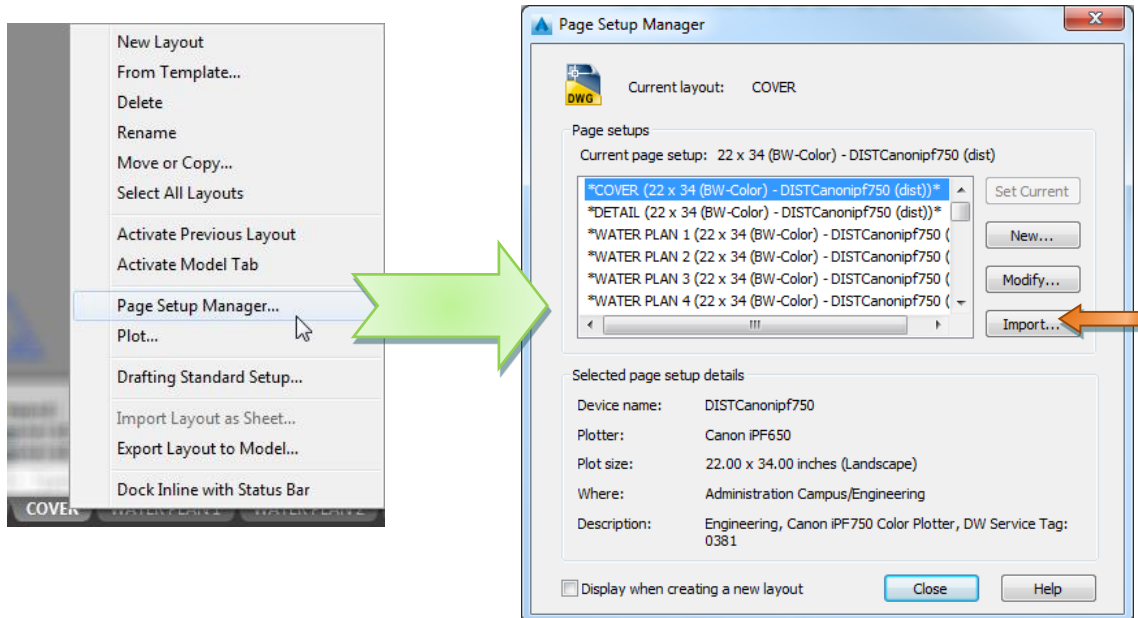 New Layout
From Template...
Delete
Rename
Move or Copy...
Select All Layouts
Activate Previous Layout
Activate Model Tab
Page Setup Manager...
Plot...
Drafting Standard Setup...
Import Layout as Sheet...
Export Layout to Model...
Dock Inline with Status Bar
COVER WATER PLAN 1 WATER PLAN 2
Page Setup Manager
DWG
Current layout: COVER
Page setups
Current page setup: 22 x 34 (BW-Color) - DISTCanonipf750 (dist)
*COVER (22 x 34 (BW-Color) - DISTCanonipf750 (dist))*
*DETAIL (22 x 34 (BW-Color) - DISTCanonipf750 (dist))*
*WATER PLAN 1 (22 x 34 (BW-Color) - DISTCanonipf750 (
*WATER PLAN 2 (22 x 34 (BW-Color) - DISTCanonipf750 (
*WATER PLAN 3 (22 x 34 (BW-Color) - DISTCanonipf750 (
*WATER PLAN 4 (22 x 34 (BW-Color) - DISTCanonipf750 (
Set Current
New...
Modify...
Import...
Selected page setup details
Device name: DISTCanonipf750
Plotter: Canon iPF650
Plot size: 22.00 x 34.00 inches (Landscape)
Where: Administration Campus/Engineering
Description: Engineering, Canon iPF750 Color Plotter, DW Service Tag:
0381
Display when creating a new layout
Close
Help